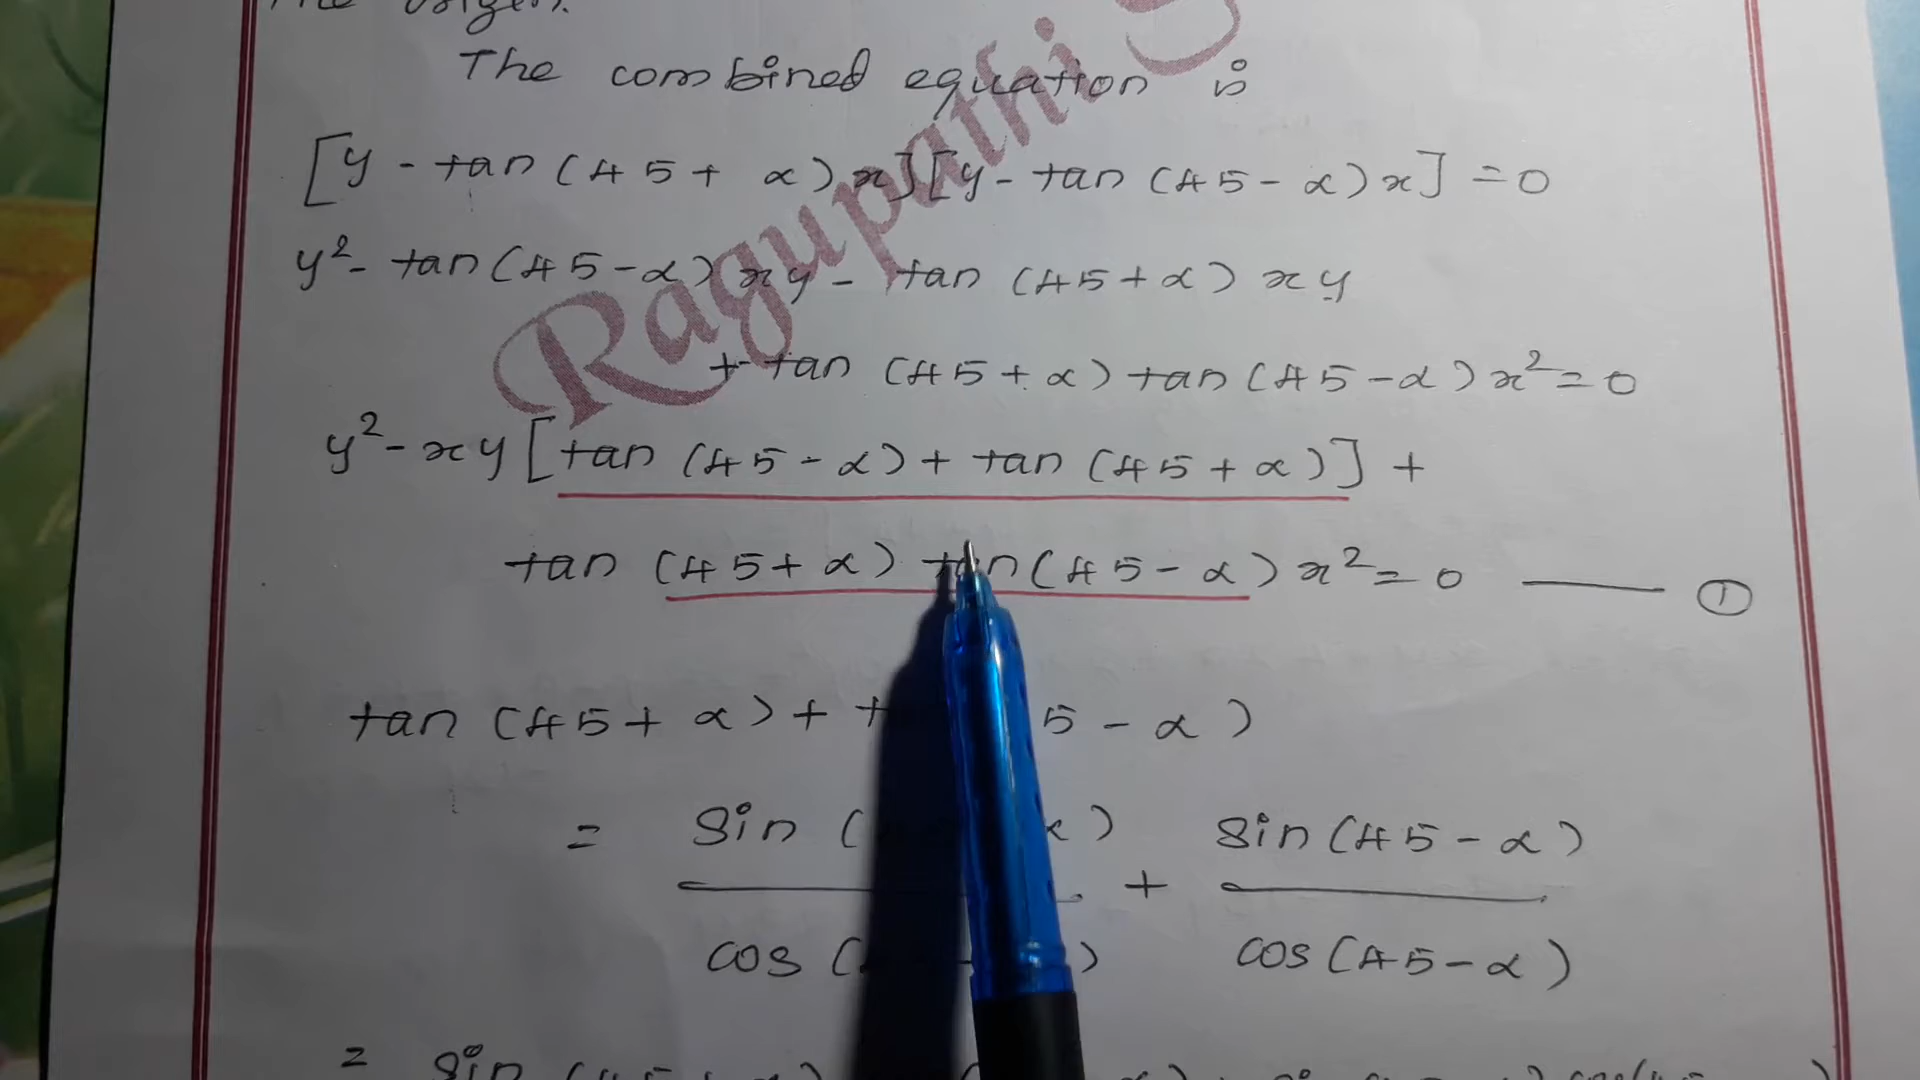 The
The combined equation is
[y - tan (45 + α) x] [y - tan (45 - α) x] = 0
y² - tan (45 - α) xy - tan (45 + α) xy
+ tan (45 + α) tan (45 - α) x² = 0
y² - xy [tan (45 - α) + tan (45 + α)] +
tan (45 + α) tan (45 - α) x² = 0 —— ①
tan (45 + α) + 5 - α)
= sin ( ) + sin (45 - α)
cos ( ) cos (45 - α)
= sin
Ragupathi